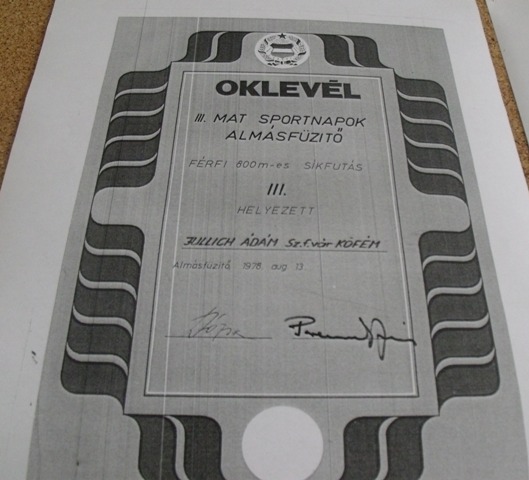 OKLEVÉL
III. MAT SPORTNAPOK
ALMÁSFÜZITŐ
FÉRFI 800m-es SÍKFUTÁS
III.
HELYEZETT
JULLICH ÁDÁM Sz.f.vár KÖFÉM
Almásfüzitő 1978 aug 13